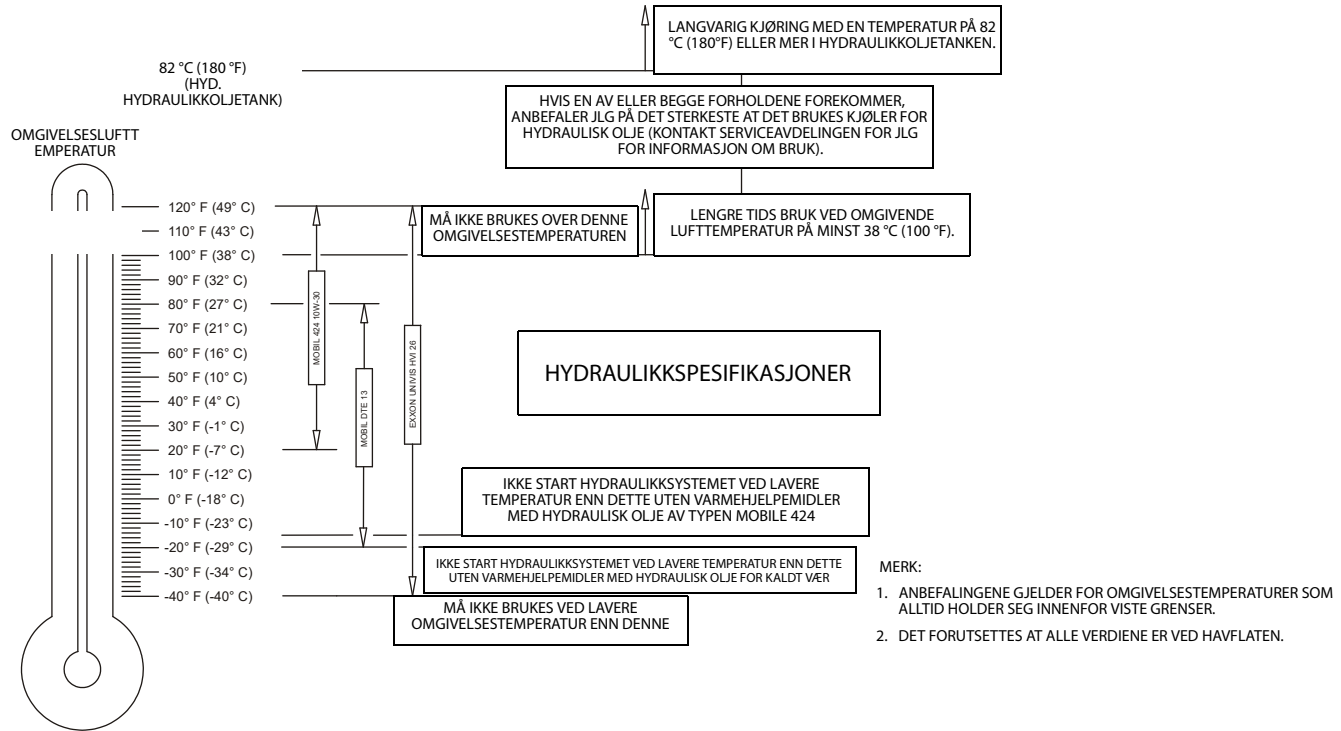 LANGVARIG KJØRING MED EN TEMPERATUR PÅ 82
°C (180°F) ELLER MER I HYDRAULIKKOLJETANKEN.
82 °C (180 °F)
(HYD.
HYDRAULIKKOLJETANK)
HVIS EN AV ELLER BEGGE FORHOLDENE FOREKOMMER,
ANBEFALER JLG PÅ DET STERKESTE AT DET BRUKES KJØLER FOR
HYDRAULISK OLJE (KONTAKT SERVICEAVDELINGEN FOR JLG
FOR INFORMASJON OM BRUK).
OMGIVELSESLUFTT
EMPERATUR
120° F (49° C)
110° F (43° C)
100° F (38° C)
90° F (32° C)
80° F (27° C)
70° F (21° C)
60° F (16° C)
50° F (10° C)
40° F (4° C)
30° F (-1° C)
20° F (-7° C)
10° F (-12° C)
0° F (-18° C)
-10° F (-23° C)
-20° F (-29° C)
-30° F (-34° C)
-40° F (-40° C)
MOBIL 424 10W-30
MOBIL DTE 13
EXXON UNIVIS HVI 26
MÅ IKKE BRUKES OVER DENNE
OMGIVELSESTEMPERATUREN
LENGRE TIDS BRUK VED OMGIVENDE
LUFTTEMPERATUR PÅ MINST 38 °C (100 °F).
HYDRAULIKKSPESIFIKASJONER
IKKE START HYDRAULIKKSYSTEMET VED LAVERE
TEMPERATUR ENN DETTE UTEN VARMEHJELPEMIDLER
MED HYDRAULISK OLJE AV TYPEN MOBILE 424
IKKE START HYDRAULIKKSYSTEMET VED LAVERE TEMPERATUR ENN DETTE
UTEN VARMEHJELPEMIDLER MED HYDRAULISK OLJE FOR KALDT VÆR
MÅ IKKE BRUKES VED LAVERE
OMGIVELSESTEMPERATUR ENN DENNE
MERK:
1. ANBEFALINGENE GJELDER FOR OMGIVELSESTEMPERATURER SOM
ALLTID HOLDER SEG INNENFOR VISTE GRENSER.
2. DET FORUTSETTES AT ALLE VERDIENE ER VED HAVFLATEN.